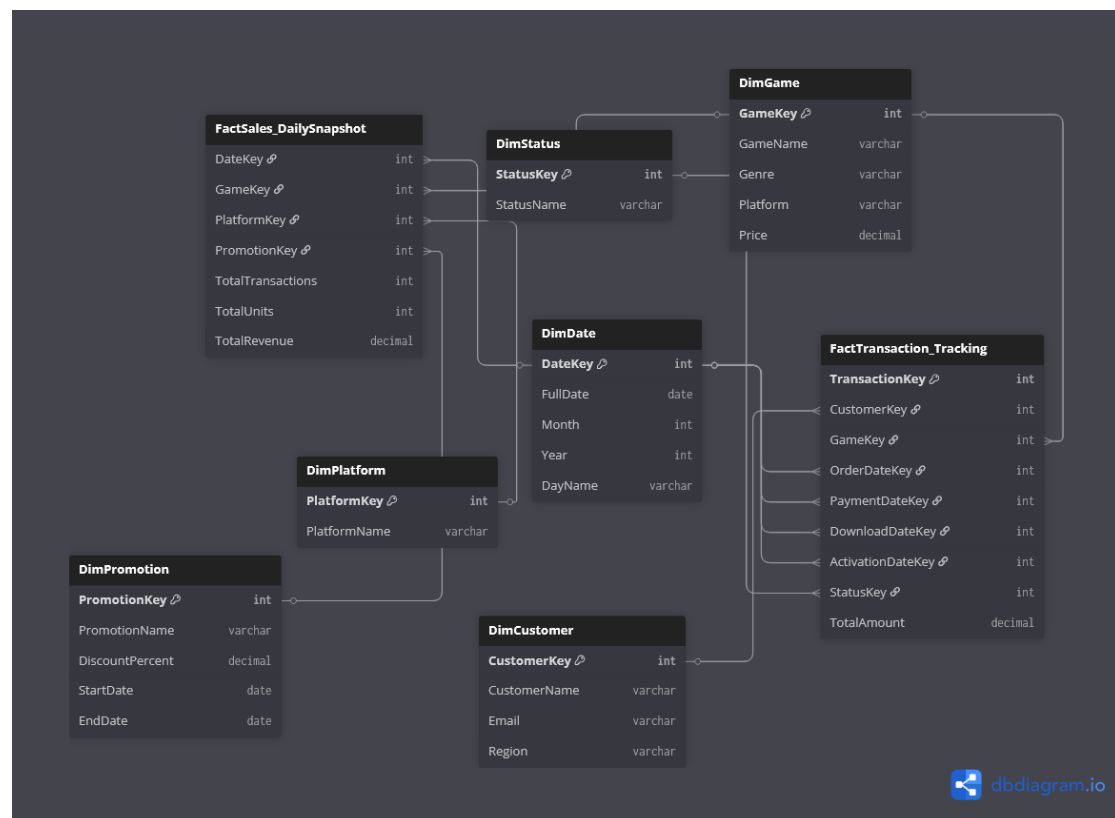 FactSales_DailySnapshot
DateKey int
GameKey int
PlatformKey int
PromotionKey int
TotalTransactions int
TotalUnits int
TotalRevenue decimal
DimStatus
StatusKey int
StatusName varchar
DimGame
GameKey int
GameName varchar
Genre varchar
Platform varchar
Price decimal
DimDate
DateKey int
FullDate date
Month int
Year int
DayName varchar
FactTransaction_Tracking
TransactionKey int
CustomerKey int
GameKey int
OrderDateKey int
PaymentDateKey int
DownloadDateKey int
ActivationDateKey int
StatusKey int
TotalAmount decimal
DimPlatform
PlatformKey int
PlatformName varchar
DimPromotion
PromotionKey int
PromotionName varchar
DiscountPercent decimal
StartDate date
EndDate date
DimCustomer
CustomerKey int
CustomerName varchar
Email varchar
Region varchar
dbdiagram.io